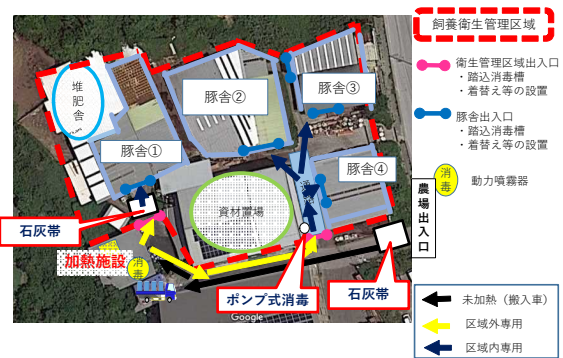 飼養衛生管理区域
衛生管理区域出入口
・踏込消毒槽
・着替え等の設置
豚舎出入口
・踏込消毒槽
・着替え等の設置
消毒
動力噴霧器
農場出入口
堆肥舎
豚舎①
豚舎②
豚舎③
豚舎④
資材置場
石灰帯
加熱施設
消毒
ポンプ式消毒
石灰帯
Google
未加熱（搬入車）
区域外専用
区域内専用